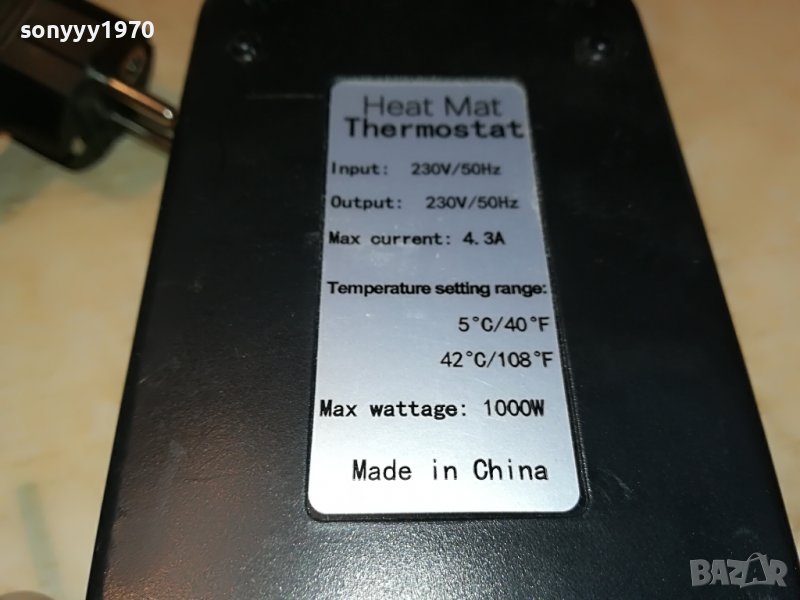 sonyyy1970
Heat Mat
Thermostat
Input: 230V/50Hz
Output: 230V/50Hz
Max current: 4.3A
Temperature setting range:
5°C/40°F
42°C/108°F
Max wattage: 1000W
Made in China
BAZAR